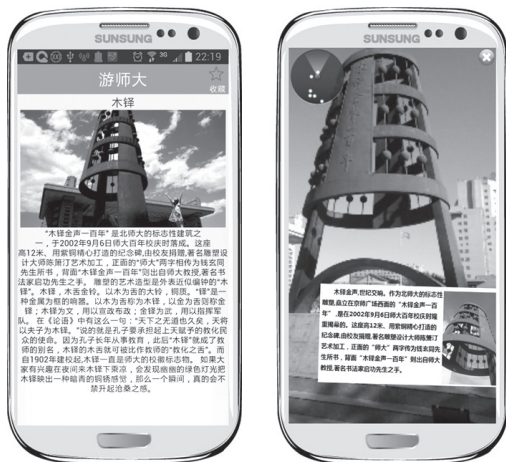 SUNSUNG
3G
22:19
游师大
收藏
木铎
“木铎金声一百年” 是北师大的标志性建筑之
一，于2002年9月6日师大百年校庆时落成。这座
高12米、用紫铜精心打造的纪念碑,由校友捐赠,著名雕塑设
计大师陈箫汀艺术加工，正面的“师大”两字相传为钱玄同
先生所书，背面“木铎金声一百年”则出自师大教授,著名书
法家启功先生之手。 雕塑的艺术造型是外表近似编钟的“木
铎”。木铎，木舌金铃。以木为舌的大铃，铜质。“铎”是一
种金属为框的响器。以木为舌称为木铎，以金为舌则称金
铎；木铎为文，用以宣政布政；金铎为武，用以指挥军
队。 在《论语》中有这么一句：“天下之无道也久矣，天将
以夫子为木铎。”说的就是孔子要承担起上天赋予的教化民
众的使命。因为孔子长年从事教育，此后“木铎”就成了教
师的别名，木铎的木舌就可被比作教师的“教化之舌”。而
自1902年建校起,木铎一直是师大的校徽标志物。 如果大
家有兴趣在夜间来木铎下乘凉，会发现幽幽的绿色灯光把
木铎映出一种暗青的铜锈感觉，那么一个瞬间，真的会不
禁升起沧桑之感。
SUNSUNG
木铎金声,世纪交响。作为北师大的标志性
雕塑,矗立在京师广场西面的 “木铎金声一百
年” ,是在2002年9月6日师大百年校庆时隆
重揭幕的。这座高12米、用紫铜精心打造的
纪念碑,由校友捐赠,著名雕塑设计大师陈箫汀
艺术加工，正面的 “师大” 两字传为钱玄同先
生所书，背面 “木铎金声一百年” 则出自师大
教授,著名书法家启功先生之手。